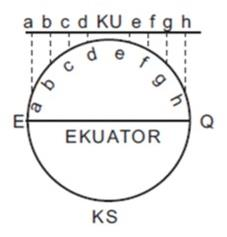 a b c d KU e f g h
a b c d e f g h
E Q
EKUATOR
KS